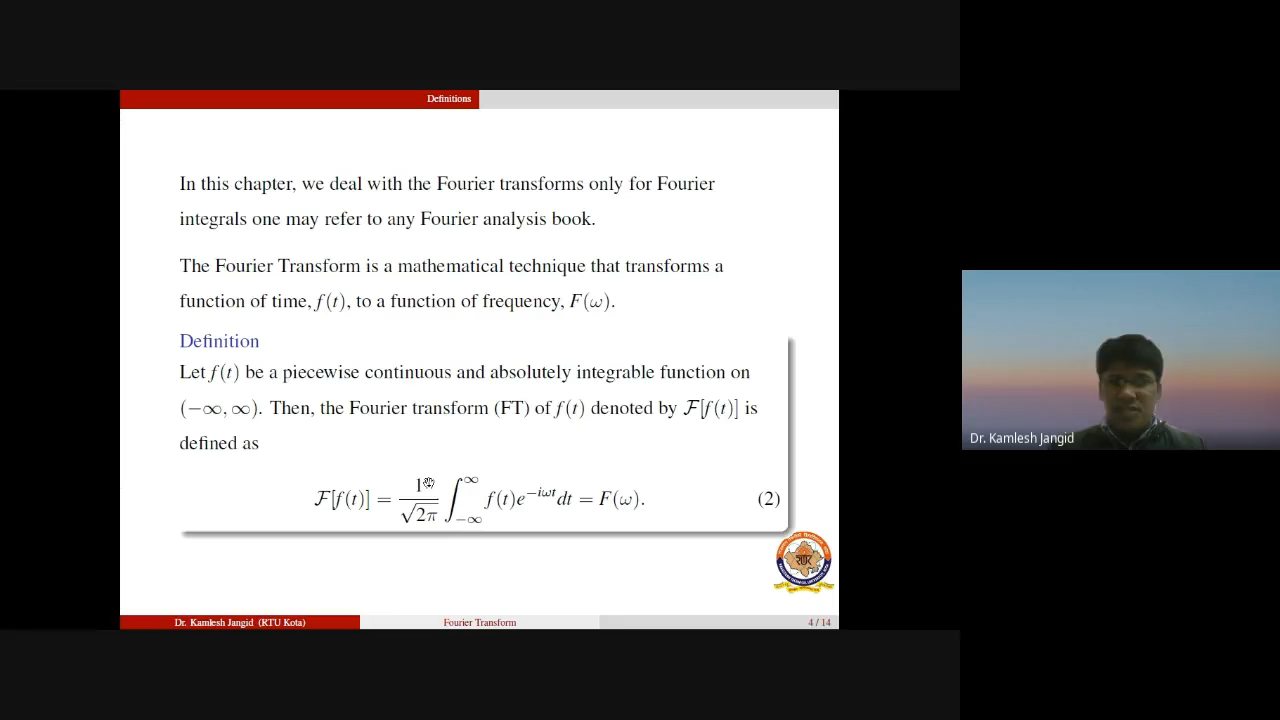 Definitions
In this chapter, we deal with the Fourier transforms only for Fourier
integrals one may refer to any Fourier analysis book.
The Fourier Transform is a mathematical technique that transforms a
function of time, f(t), to a function of frequency, F(ω).
Definition
Let f(t) be a piecewise continuous and absolutely integrable function on
(−∞, ∞). Then, the Fourier transform (FT) of f(t) denoted by ℱ[f(t)] is
defined as
ℱ[f(t)] = 1/√2π ∫_{−∞}^{∞} f(t)e^{−iωt}dt = F(ω). (2)
Dr. Kamlesh Jangid (RTU Kota) Fourier Transform 4 / 14
Dr. Kamlesh Jangid